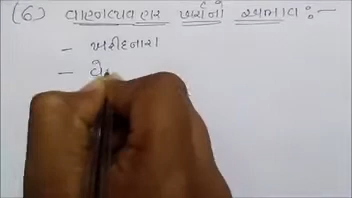 (6) વાહનવ્યવહાર ખર્ચનો અભાવ :-
- ખરીદનારા
-